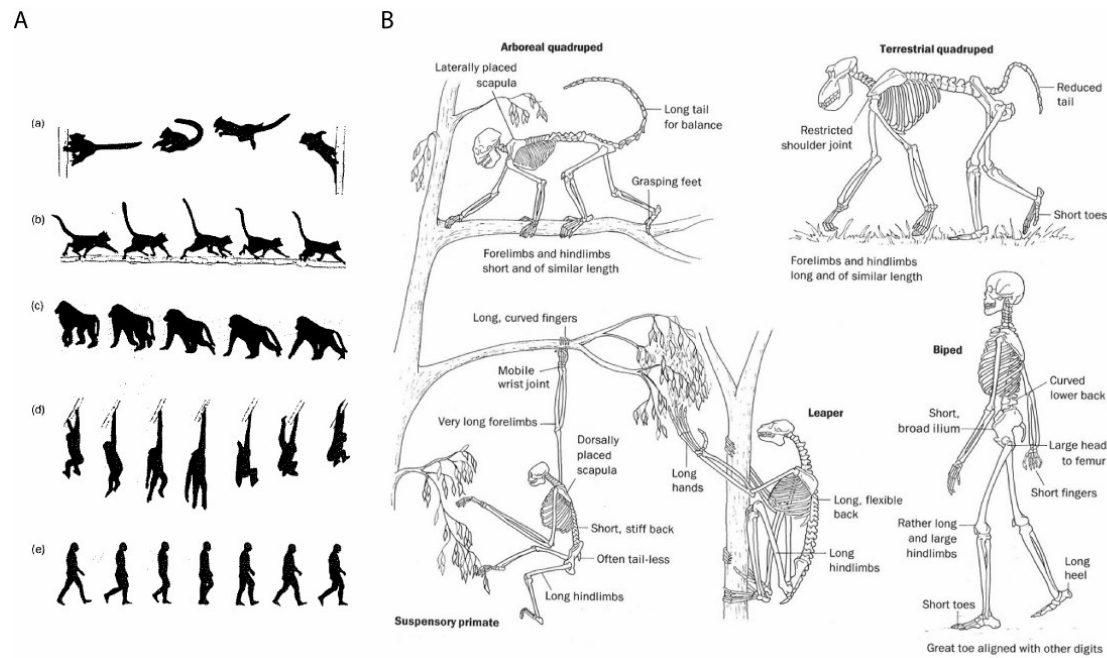 A
(a)
(b)
(c)
(d)
(e)
B
Arboreal quadruped
Laterally placed
scapula
Long tail
for balance
Grasping feet
Forelimbs and hindlimbs
short and of similar length
Terrestrial quadruped
Reduced
tail
Restricted
shoulder joint
Short toes
Forelimbs and hindlimbs
long and of similar length
Long, curved fingers
Mobile
wrist joint
Very long forelimbs
Dorsally
placed
scapula
Short, stiff back
Often tail-less
Long hindlimbs
Suspensory primate
Leaper
Long
hands
Long, flexible
back
Long
hindlimbs
Biped
Curved
lower back
Short,
broad ilium
Large head
to femur
Short fingers
Rather long
and large
hindlimbs
Long
heel
Short toes
Great toe aligned with other digits